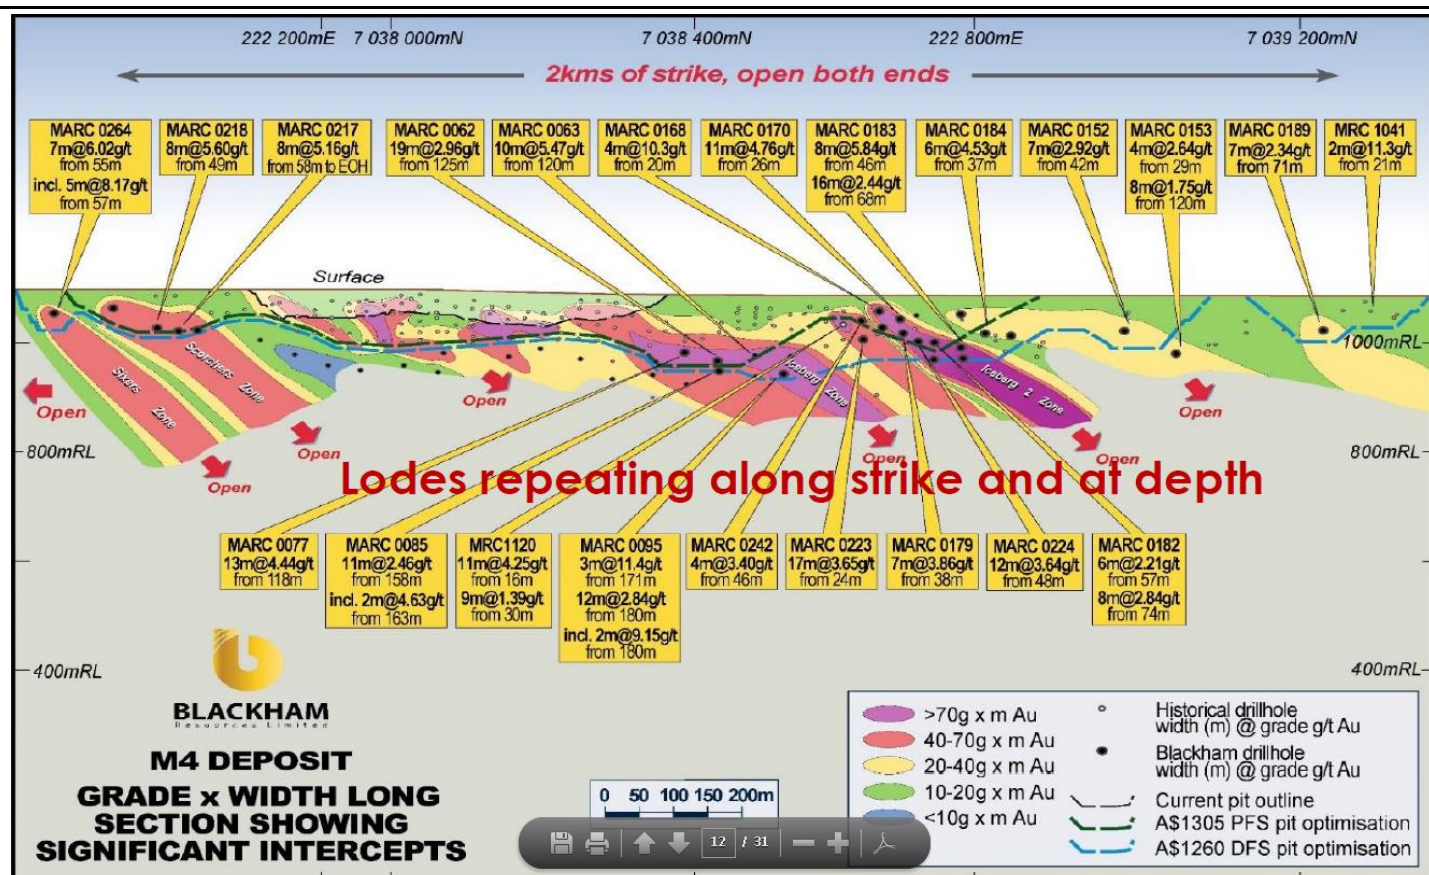 222 200mE 7 038 000mN 7 038 400mN 222 800mE 7 039 200mN
2kms of strike, open both ends
MARC 0264
7m@6.02g/t
from 55m
incl. 5m@8.17g/t
from 57m
MARC 0218
8m@5.60g/t
from 49m
MARC 0217
8m@5.16g/t
from 58m to EOH
MARC 0062
19m@2.96g/t
from 125m
MARC 0063
10m@5.47g/t
from 120m
MARC 0168
4m@10.3g/t
from 20m
MARC 0170
11m@4.76g/t
from 26m
MARC 0183
8m@5.84g/t
from 46m
16m@2.44g/t
from 68m
MARC 0184
6m@4.53g/t
from 37m
MARC 0152
7m@2.92g/t
from 42m
MARC 0153
4m@2.64g/t
from 29m
8m@1.75g/t
from 120m
MARC 0189
7m@2.34g/t
from 71m
MRC 1041
2m@11.3g/t
from 21m
Surface
1000mRL
Sixers Zone
Scorchers Zone
Iceberg Zone
Iceberg 2 Zone
Open
Open
Open
Open
Open
Open
Open
800mRL
800mRL
Lodes repeating along strike and at depth
MARC 0077
13m@4.44g/t
from 118m
MARC 0085
11m@2.46g/t
from 158m
incl. 2m@4.63g/t
from 163m
MRC1120
11m@4.25g/t
from 16m
9m@1.39g/t
from 30m
MARC 0095
3m@11.4g/t
from 171m
12m@2.84g/t
from 180m
incl. 2m@9.15g/t
from 180m
MARC 0242
4m@3.40g/t
from 46m
MARC 0223
17m@3.65g/t
from 24m
MARC 0179
7m@3.86g/t
from 38m
MARC 0224
12m@3.64g/t
from 48m
MARC 0182
6m@2.21g/t
from 57m
8m@2.84g/t
from 74m
400mRL
400mRL
BLACKHAM
Resources Limited
M4 DEPOSIT
GRADE x WIDTH LONG
SECTION SHOWING
SIGNIFICANT INTERCEPTS
0 50 100 150 200m
12 / 31
>70g x m Au
40-70g x m Au
20-40g x m Au
10-20g x m Au
<10g x m Au
Historical drillhole
width (m) @ grade g/t Au
Blackham drillhole
width (m) @ grade g/t Au
Current pit outline
A$1305 PFS pit optimisation
A$1260 DFS pit optimisation